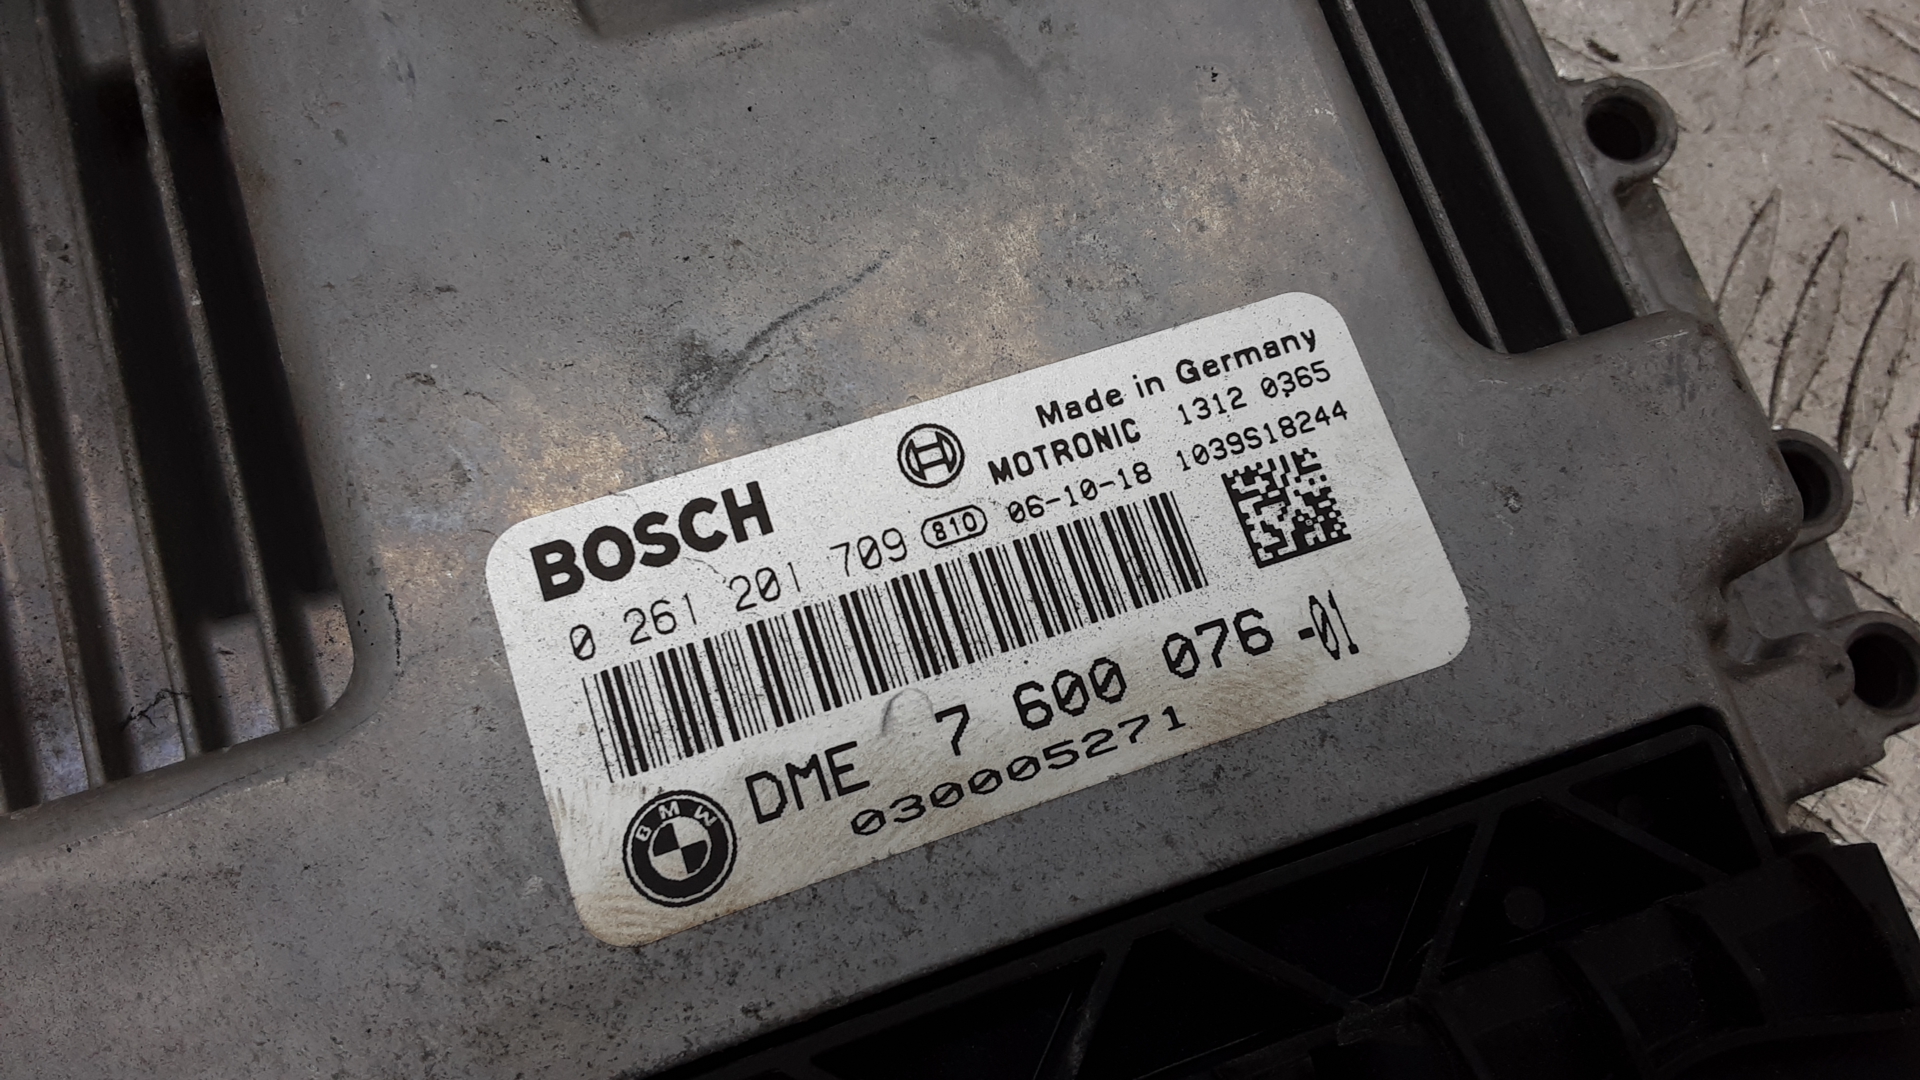 Made in Germany
BOSCH MOTRONIC 1312 0365
0 261 201 709 810 06-10-18 1039S18244
DME 7 600 076 -01
BMW 030005271